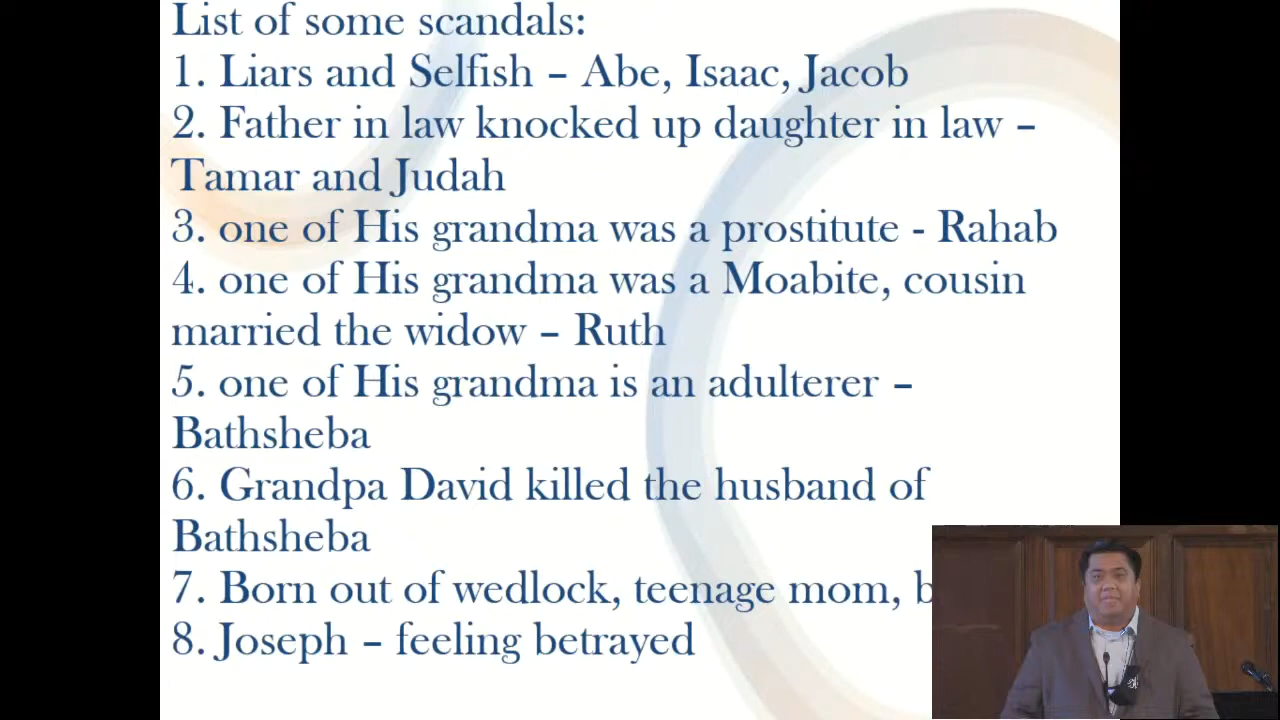 List of some scandals:
1. Liars and Selfish – Abe, Isaac, Jacob
2. Father in law knocked up daughter in law –
Tamar and Judah
3. one of His grandma was a prostitute - Rahab
4. one of His grandma was a Moabite, cousin
married the widow – Ruth
5. one of His grandma is an adulterer –
Bathsheba
6. Grandpa David killed the husband of
Bathsheba
7. Born out of wedlock, teenage mom,
8. Joseph – feeling betrayed